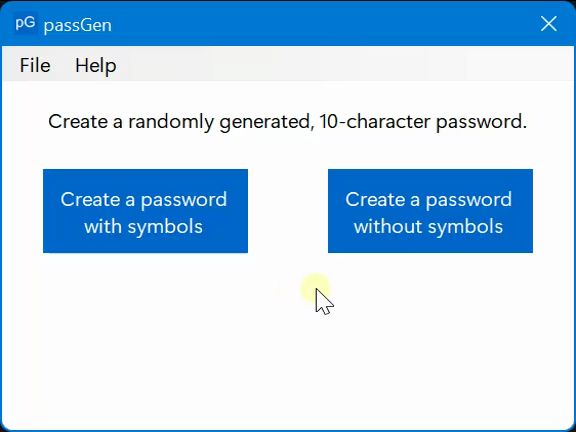 pG passGen
File Help
Create a randomly generated, 10-character password.
Create a password
with symbols
Create a password
without symbols